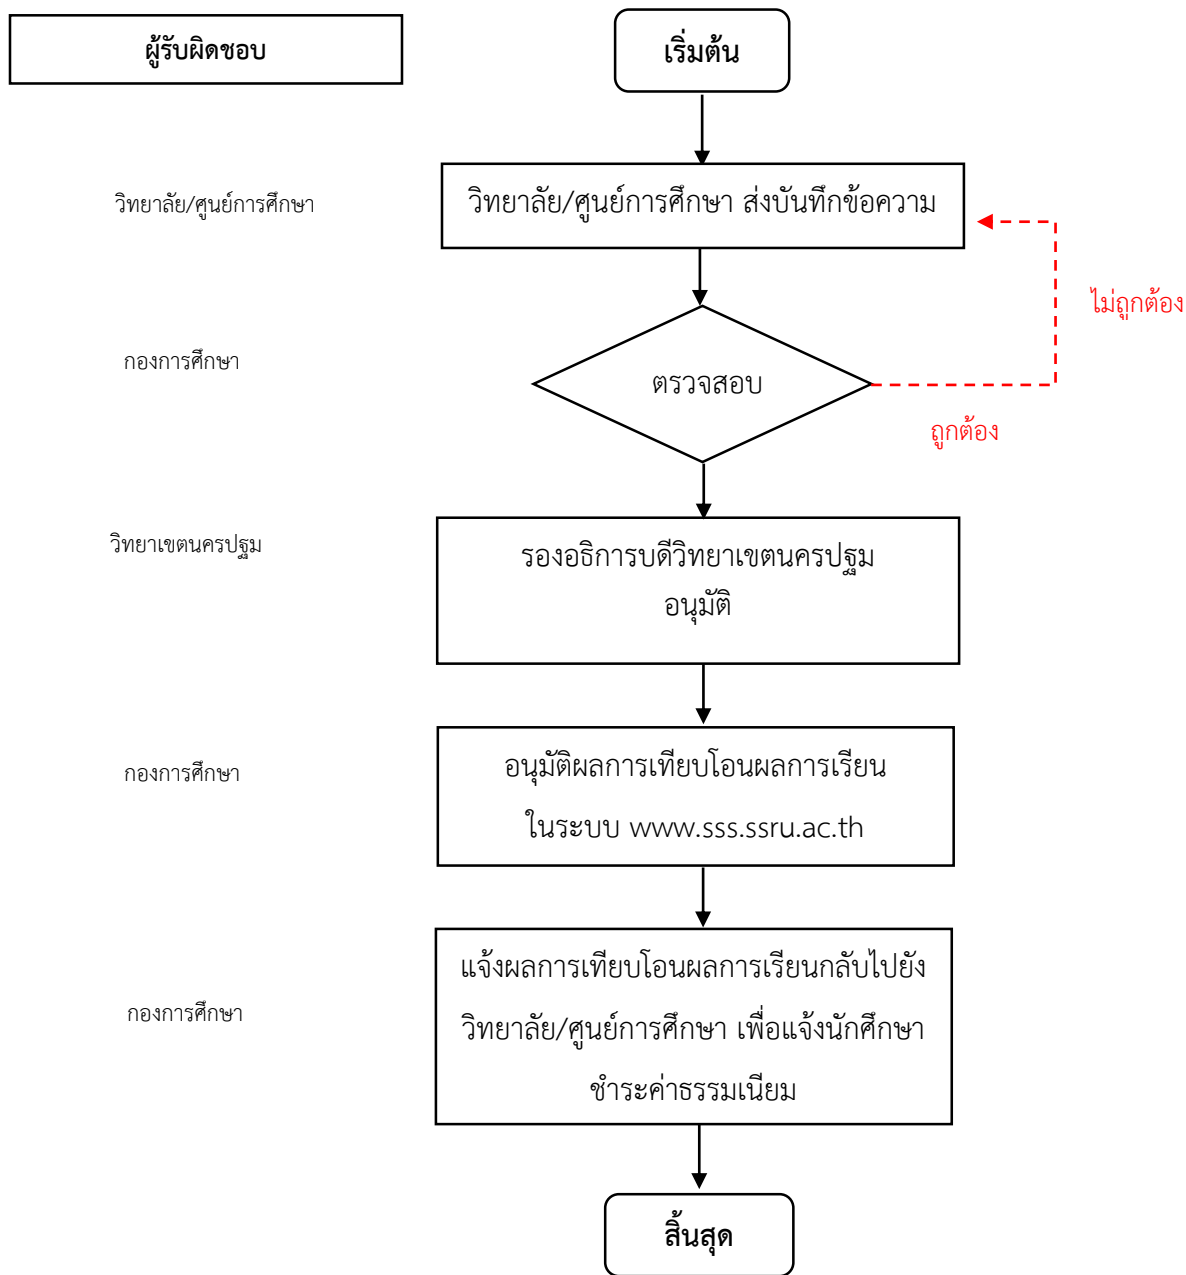 ผู้รับผิดชอบ
เริ่มต้น
วิทยาลัย/ศูนย์การศึกษา
วิทยาลัย/ศูนย์การศึกษา ส่งบันทึกข้อความ
ไม่ถูกต้อง
กองการศึกษา
ตรวจสอบ
ถูกต้อง
วิทยาเขตนครปฐม
รองอธิการบดีวิทยาเขตนครปฐม
อนุมัติ
กองการศึกษา
อนุมัติผลการเทียบโอนผลการเรียน
ในระบบ www.sss.ssru.ac.th
กองการศึกษา
แจ้งผลการเทียบโอนผลการเรียนกลับไปยัง
วิทยาลัย/ศูนย์การศึกษา เพื่อแจ้งนักศึกษา
ชำระค่าธรรมเนียม
สิ้นสุด